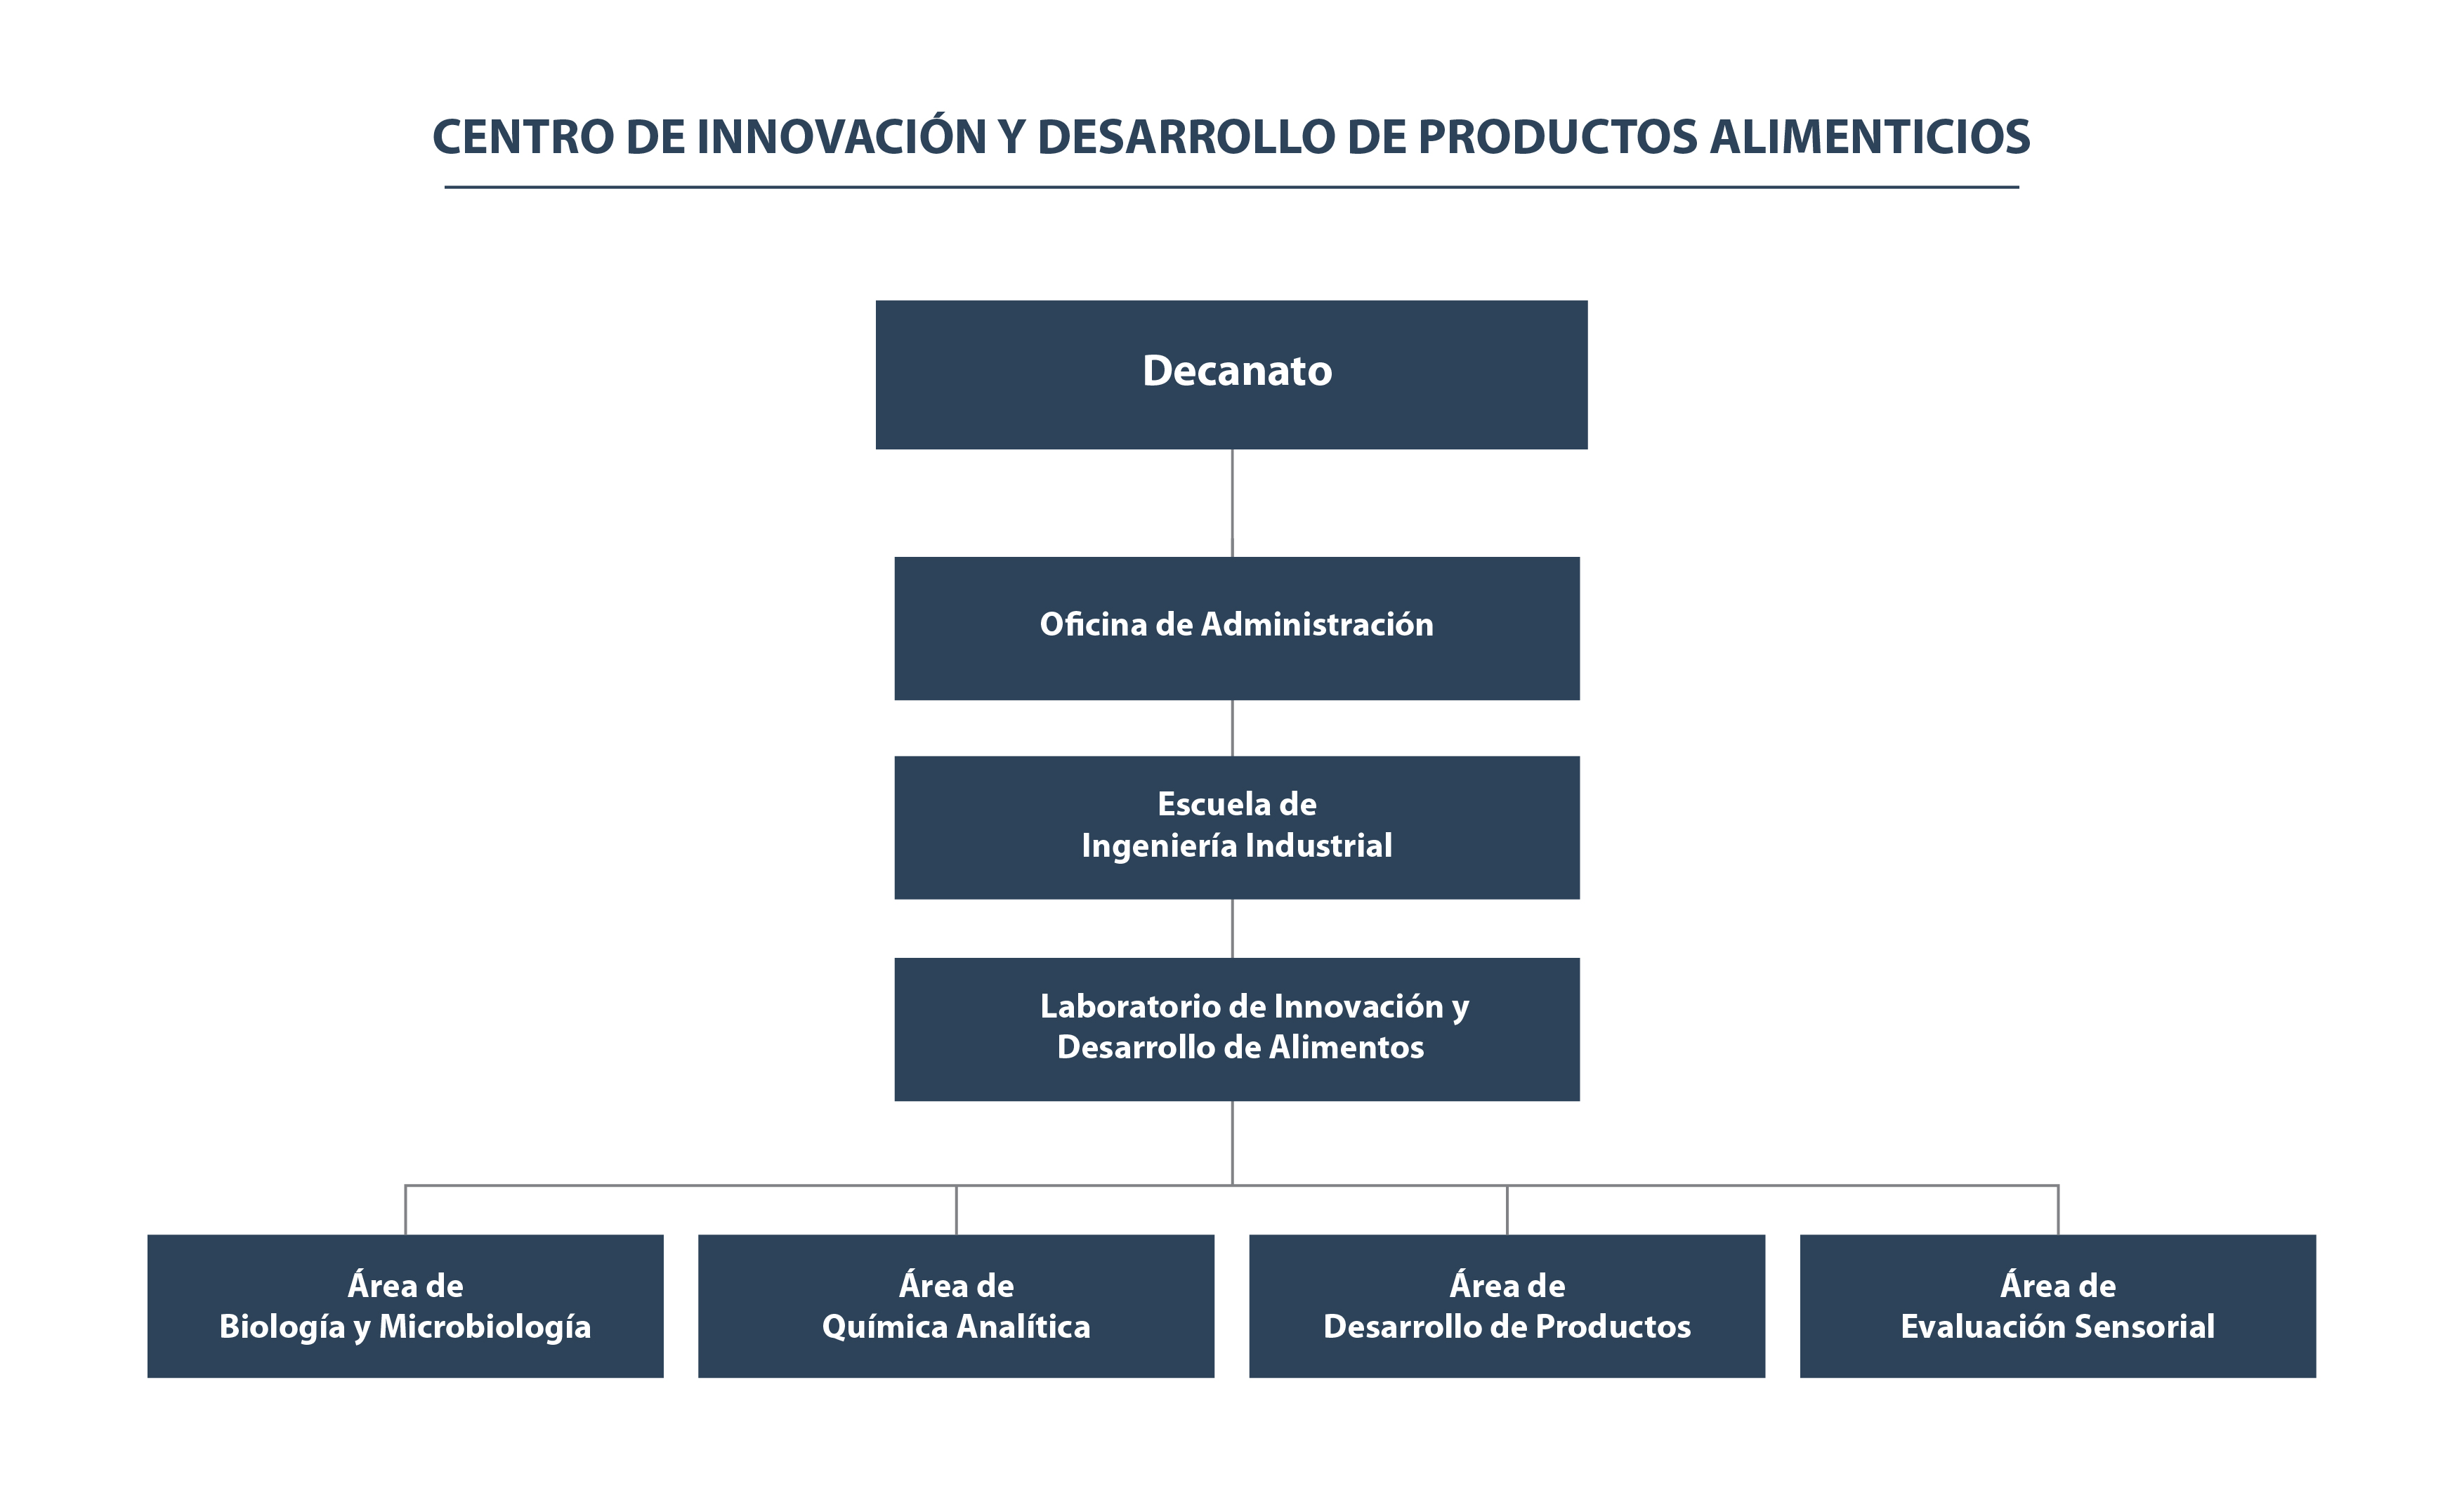 CENTRO DE INNOVACIÓN Y DESARROLLO DE PRODUCTOS ALIMENTICIOS
Decanato
Oficina de Administración
Escuela de
Ingeniería Industrial
Laboratorio de Innovación y
Desarrollo de Alimentos
Área de
Biología y Microbiología
Área de
Química Analítica
Área de
Desarrollo de Productos
Área de
Evaluación Sensorial